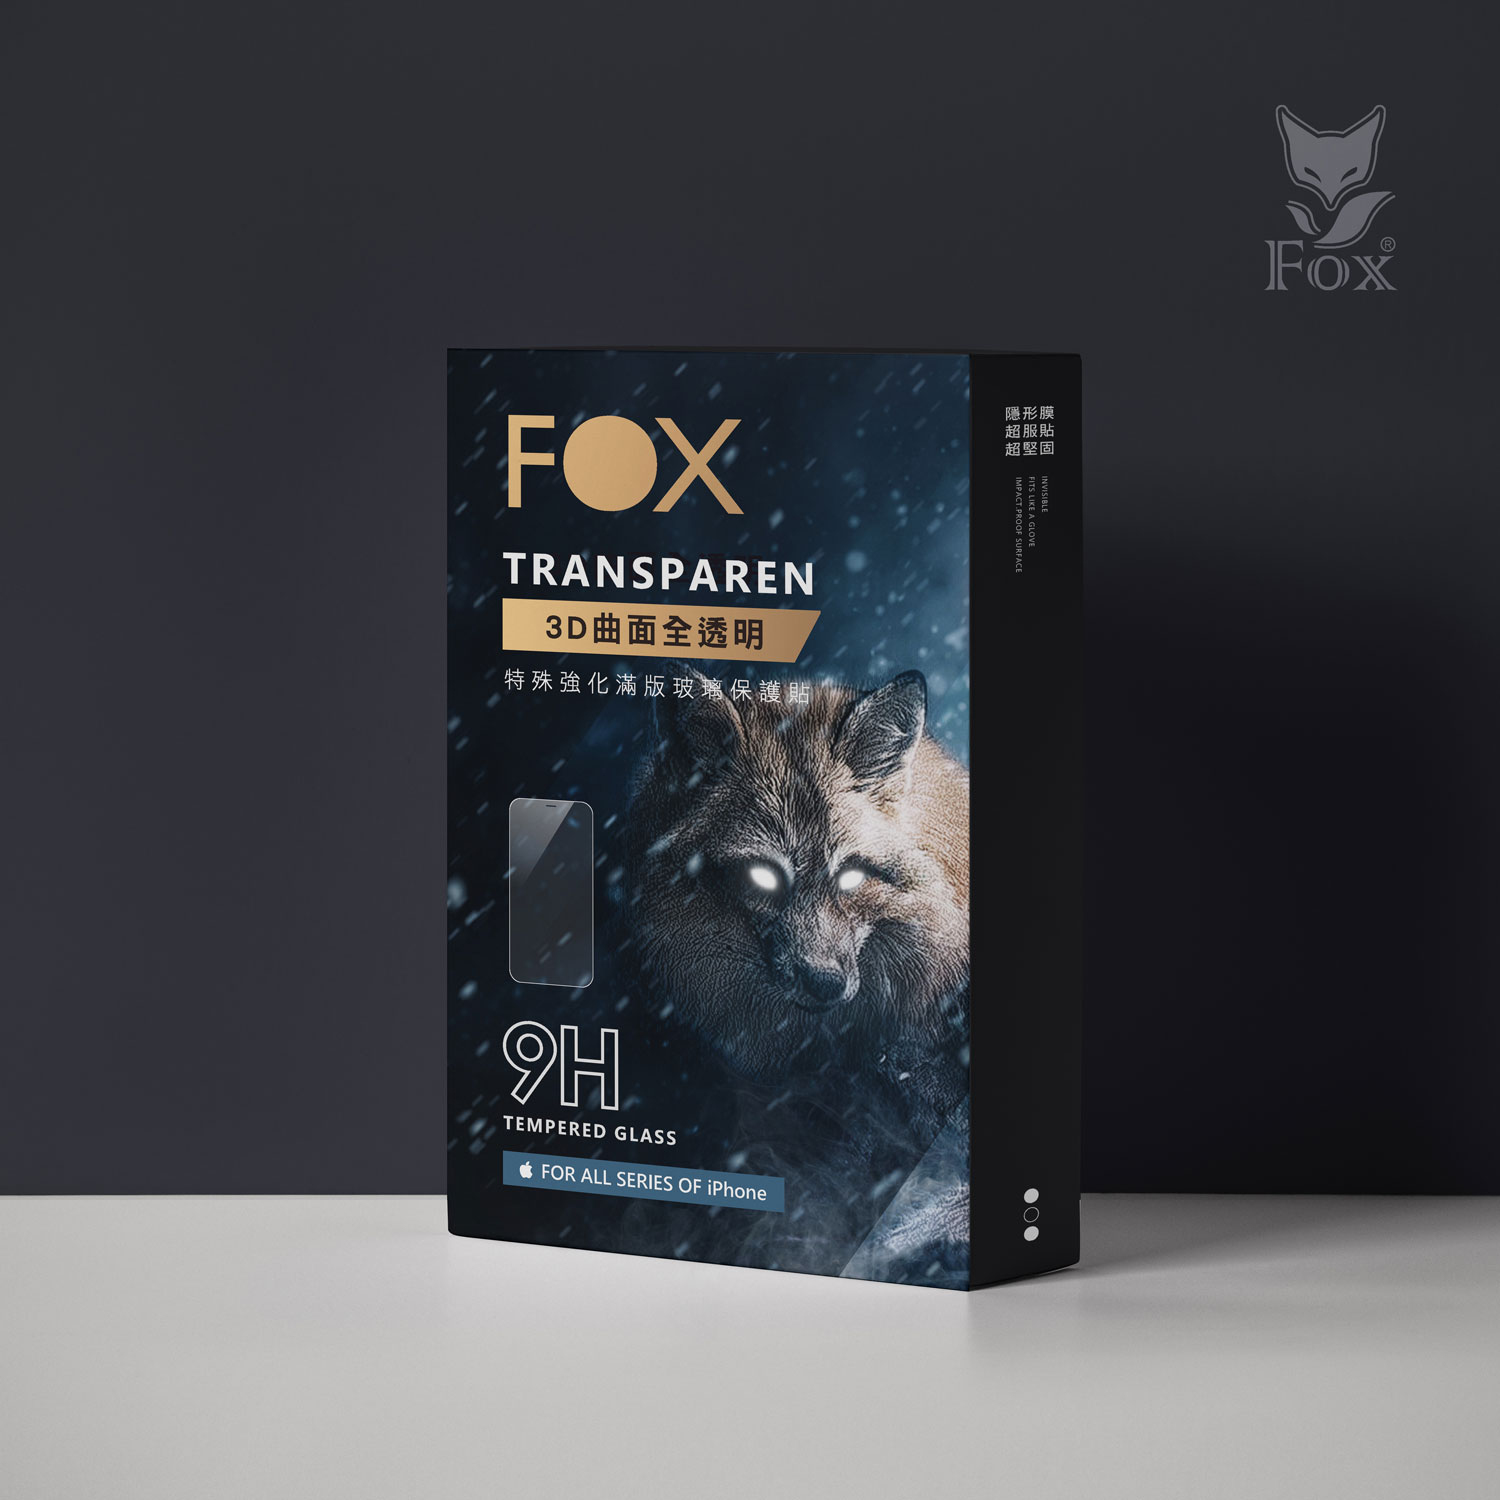 Fox®
FOX
TRANSPAREN
3D曲面全透明
特殊強化滿版玻璃保護貼
9H
TEMPERED GLASS
FOR ALL SERIES OF iPhone
隱形膜
超服貼
超堅固
INVISIBLE
FITS LIKE A GLOVE
IMPACT PROOF SURFACE